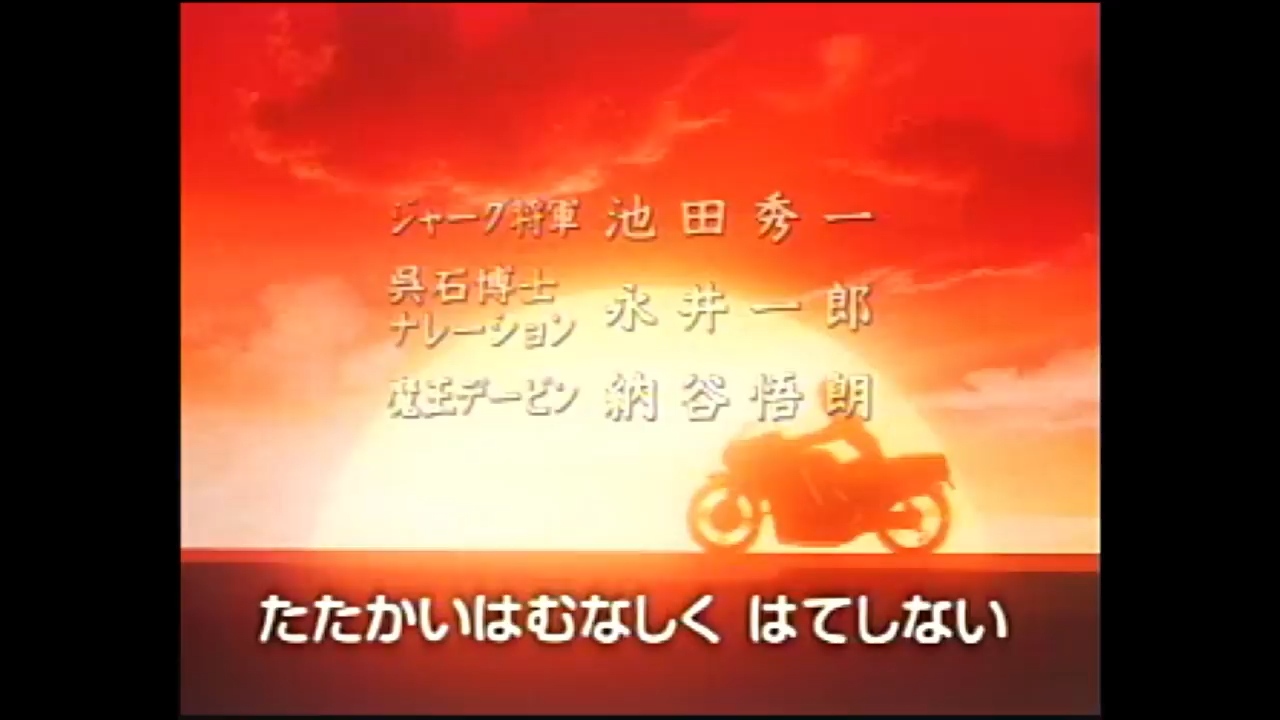 ジャーク将軍 池田秀一
呉石博士
ナレーション 永井一郎
魔王デービン 納谷悟朗
たたかいはむなしく はてしない